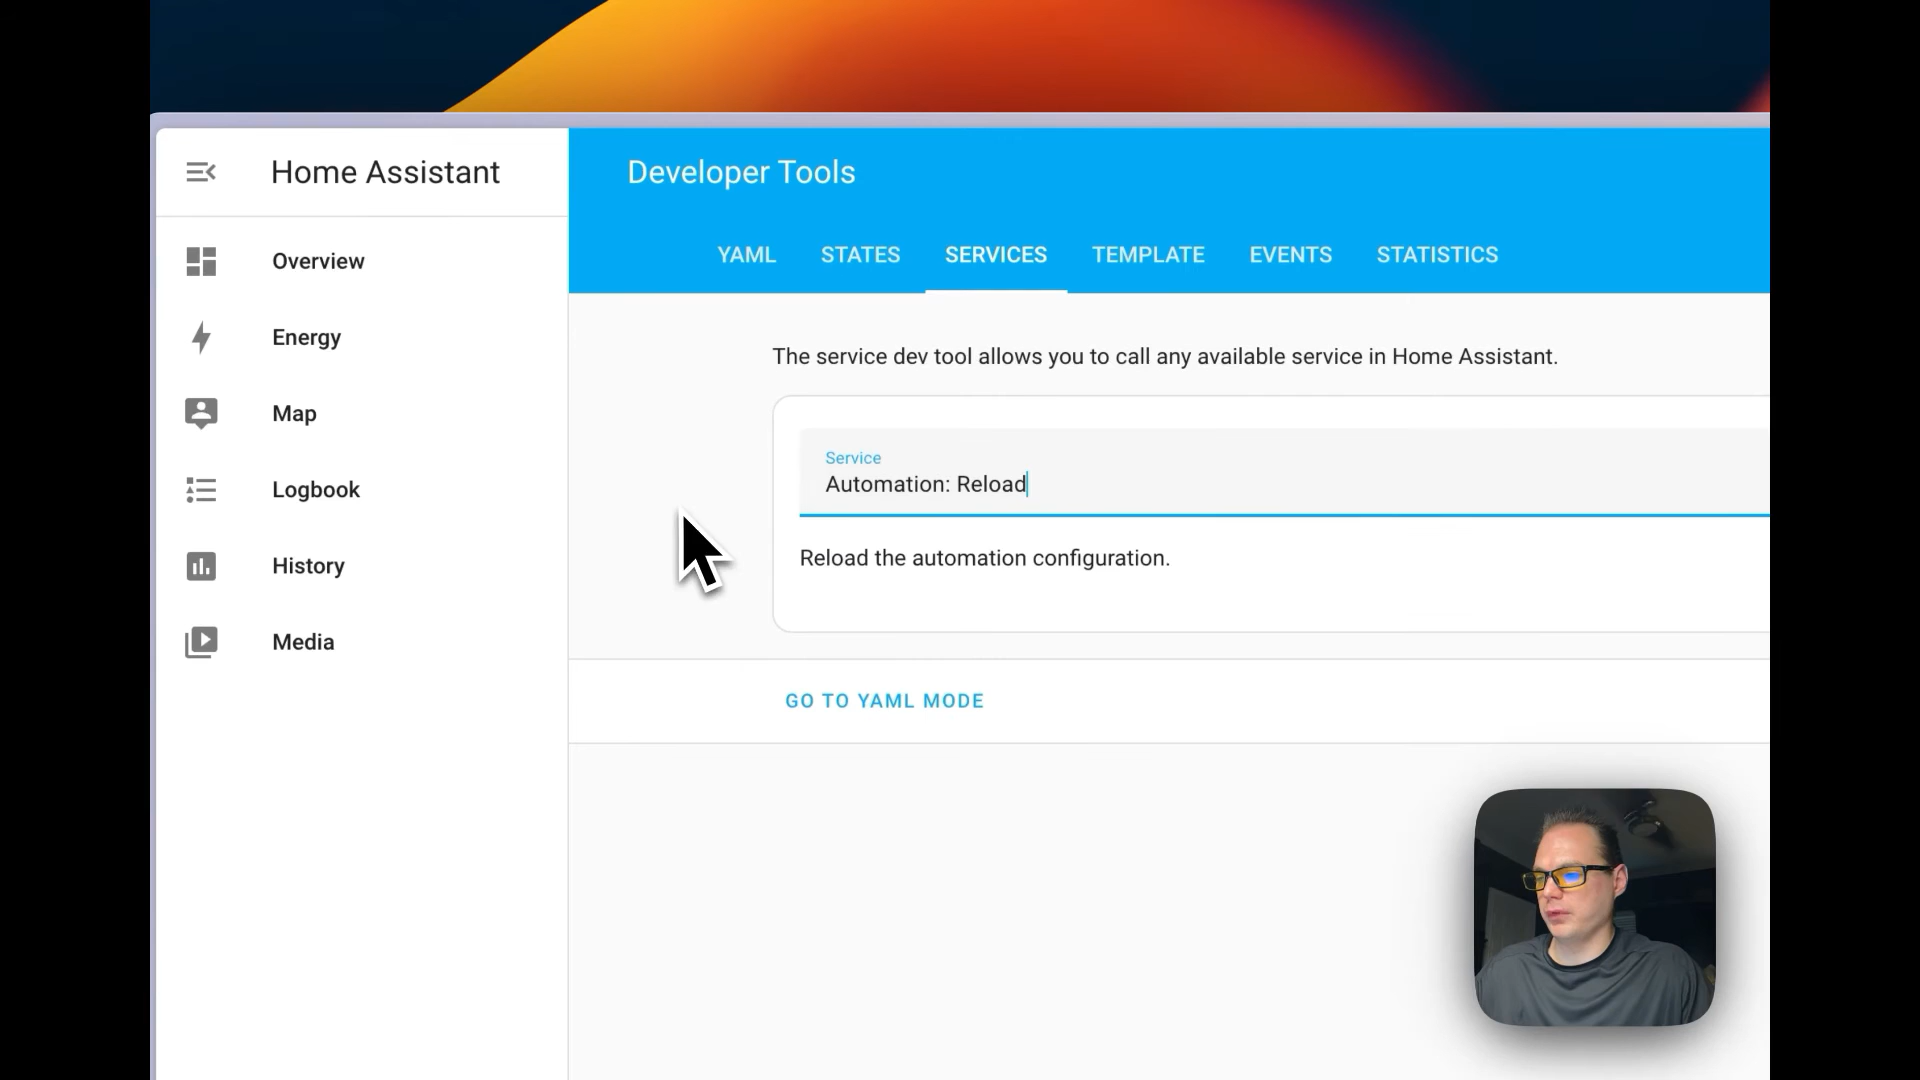 Home Assistant
Developer Tools
YAML STATES SERVICES TEMPLATE EVENTS STATISTICS
Overview
Energy
Map
Logbook
History
Media
The service dev tool allows you to call any available service in Home Assistant.
Service
Automation: Reload
Reload the automation configuration.
GO TO YAML MODE